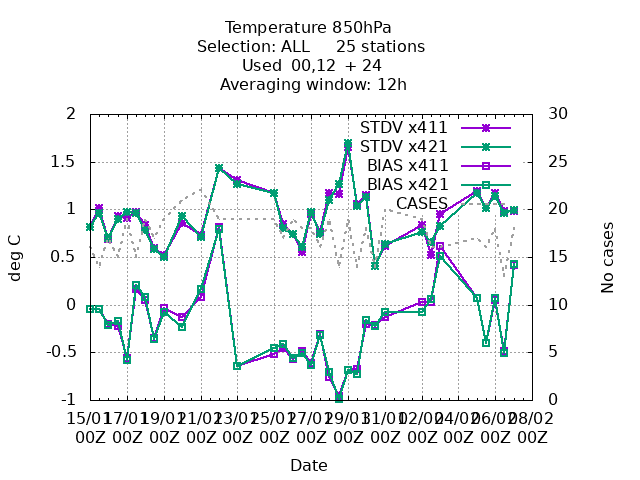 Temperature 850hPa
Selection: ALL 25 stations
Used 00,12 + 24
Averaging window: 12h
STDV x411
STDV x421
BIAS x411
BIAS x421
CASES
2
1.5
1
0.5
0
-0.5
-1
deg C
30
25
20
15
10
5
0
No cases
15/01 17/01 19/01 21/01 23/01 25/01 27/01 29/01 31/01 02/02 04/02 06/02 08/02
00Z 00Z 00Z 00Z 00Z 00Z 00Z 00Z 00Z 00Z 00Z 00Z 00Z
Date